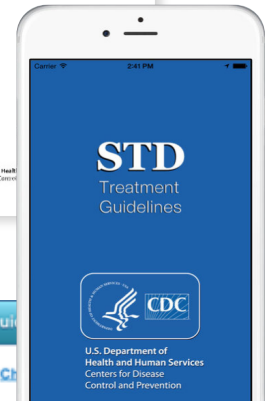 Carrier 2:41 PM
STD
Treatment
Guidelines
CDC
U.S. Department of
Health and Human Services
Centers for Disease
Control and Prevention